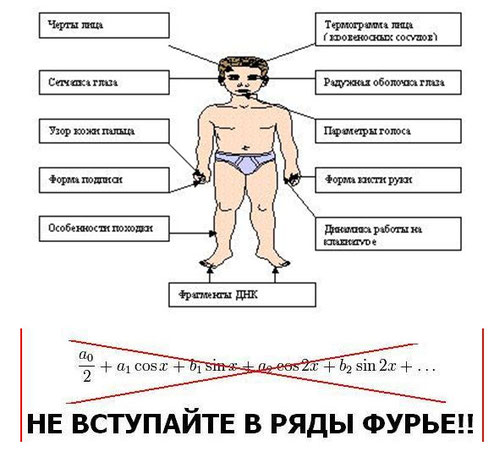 Черты лица
Термограмма лица
( кровеносных сосудов)
Сетчатка глаза
Радужная оболочка глаза
Узор кожи пальца
Параметры голоса
Форма подписи
Форма кисти руки
Особенности походки
Динамика работы на
клавиатуре
Фрагменты ДНК
a₀/2 + a₁ cos x + b₁ sin x + a₂ cos 2x + b₂ sin 2x + …
НЕ ВСТУПАЙТЕ В РЯДЫ ФУРЬЕ!!